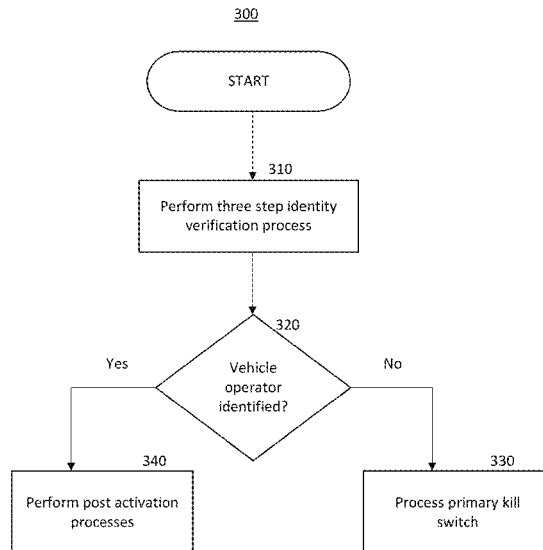 300
START
310
Perform three step identity
verification process
320
Vehicle
operator
identified?
Yes
No
340
330
Perform post activation
processes
Process primary kill
switch